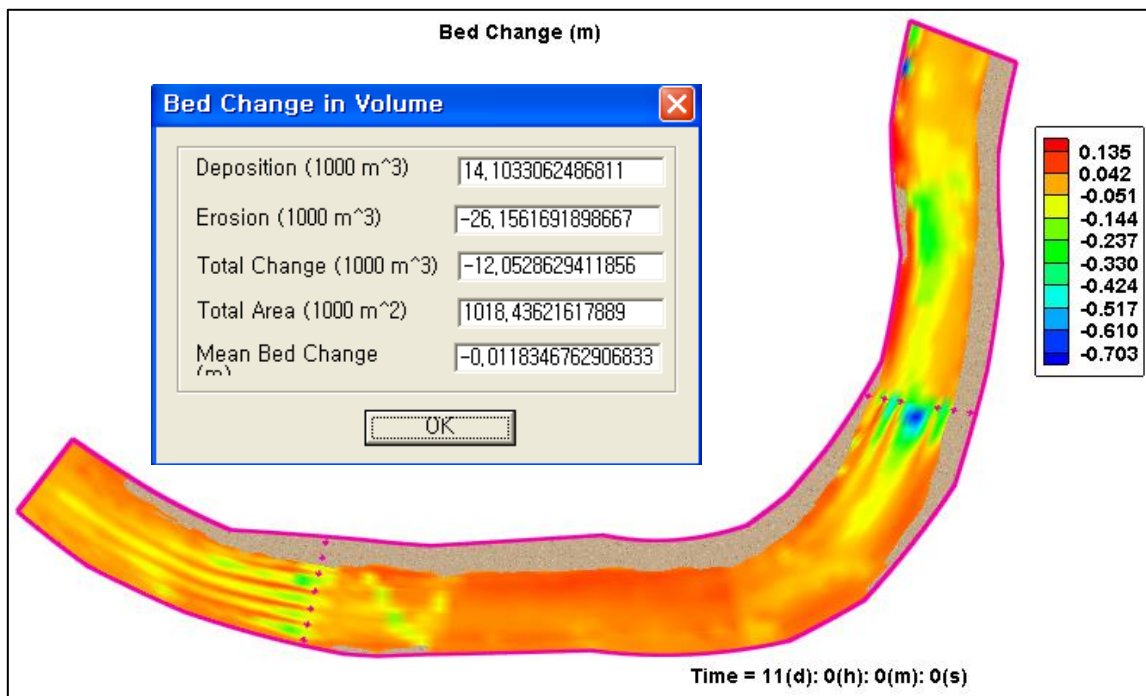 Bed Change (m)
Bed Change in Volume
Deposition (1000 m^3)
14,1033062486811
Erosion (1000 m^3)
-26,1561691898667
Total Change (1000 m^3)
-12,0528629411856
Total Area (1000 m^2)
1018,43621617889
Mean Bed Change
(m)
-0,0118346762906833
OK
0.135
0.042
-0.051
-0.144
-0.237
-0.330
-0.424
-0.517
-0.610
-0.703
Time = 11(d): 0(h): 0(m): 0(s)